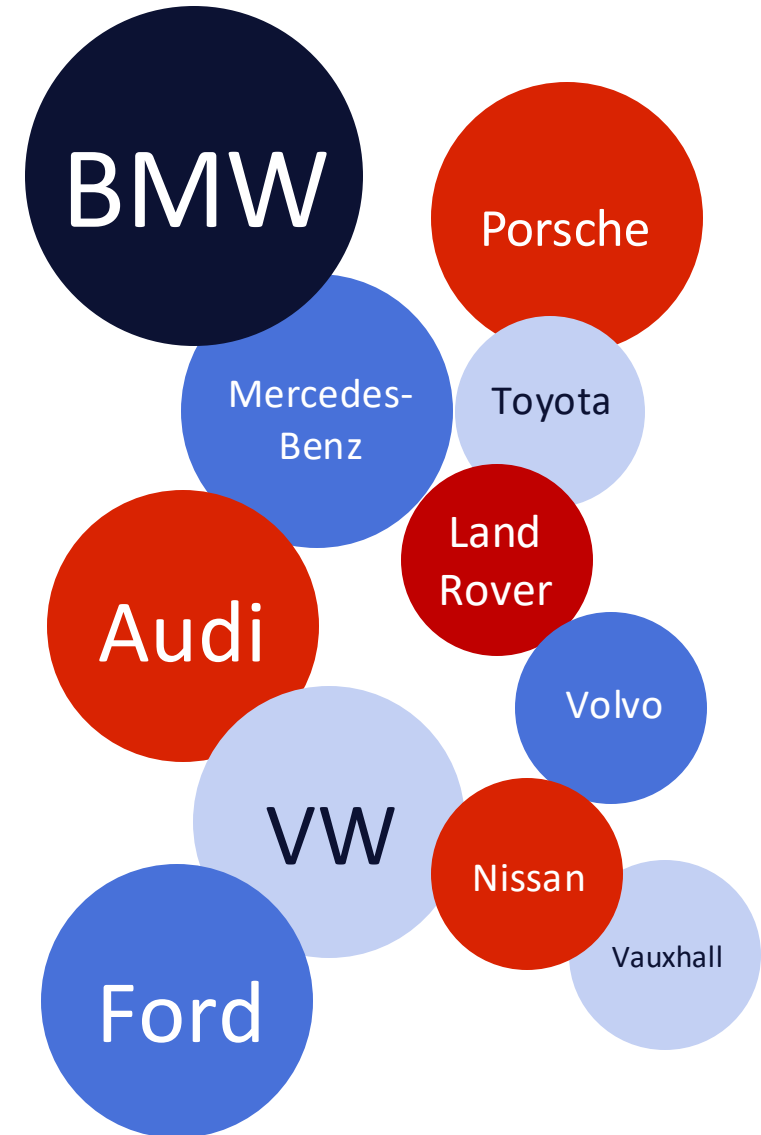 BMW
Porsche
Mercedes-
Benz
Toyota
Land
Rover
Audi
Volvo
VW
Nissan
Vauxhall
Ford